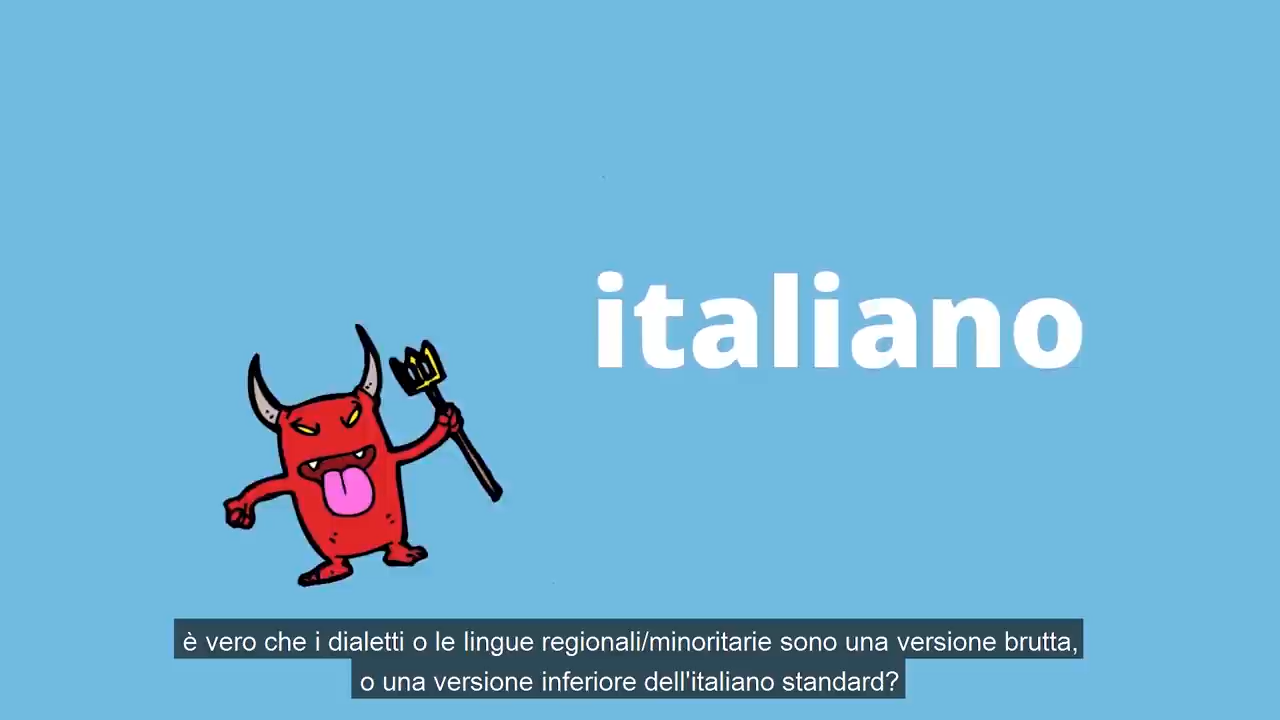 italiano
è vero che i dialetti o le lingue regionali/minoritarie sono una versione brutta,
o una versione inferiore dell'italiano standard?